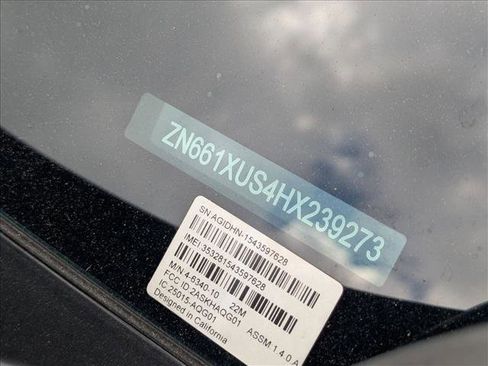 ZN661XUS4HX239273
SN AGIDHN-1543597628
IMEI:353281543597628
M/N 4-6340-10 22M
FCC ID 2ASKHAQG01 ASSM 1.4.0.A
IC 25015-AQG01
Designed in California